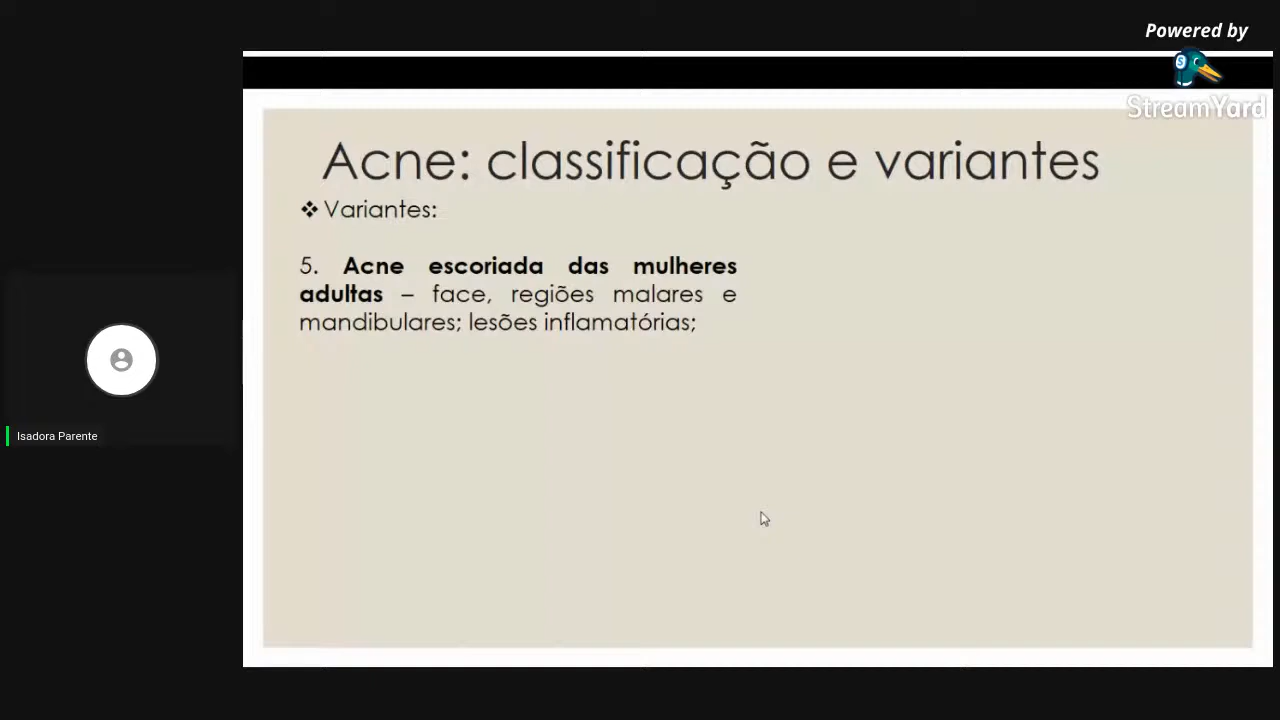 Powered by
StreamYard
Acne: classificação e variantes
❖ Variantes:
5. Acne escoriada das mulheres
adultas – face, regiões malares e
mandibulares; lesões inflamatórias;
Isadora Parente